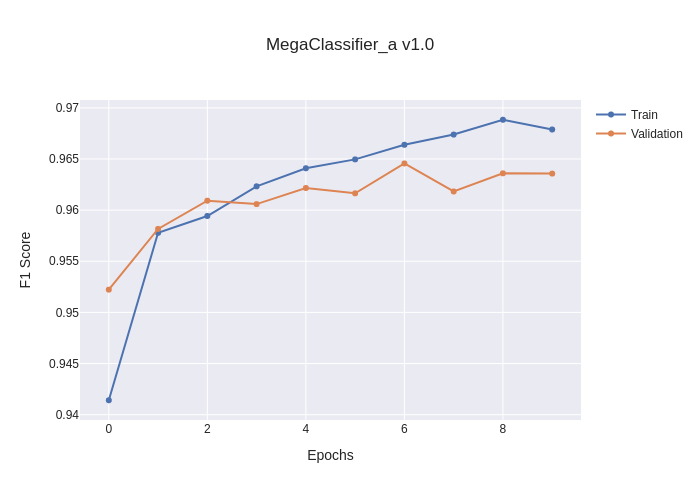 MegaClassifier_a v1.0
Train
Validation
F1 Score
0.97
0.965
0.96
0.955
0.95
0.945
0.94
0 2 4 6 8
Epochs